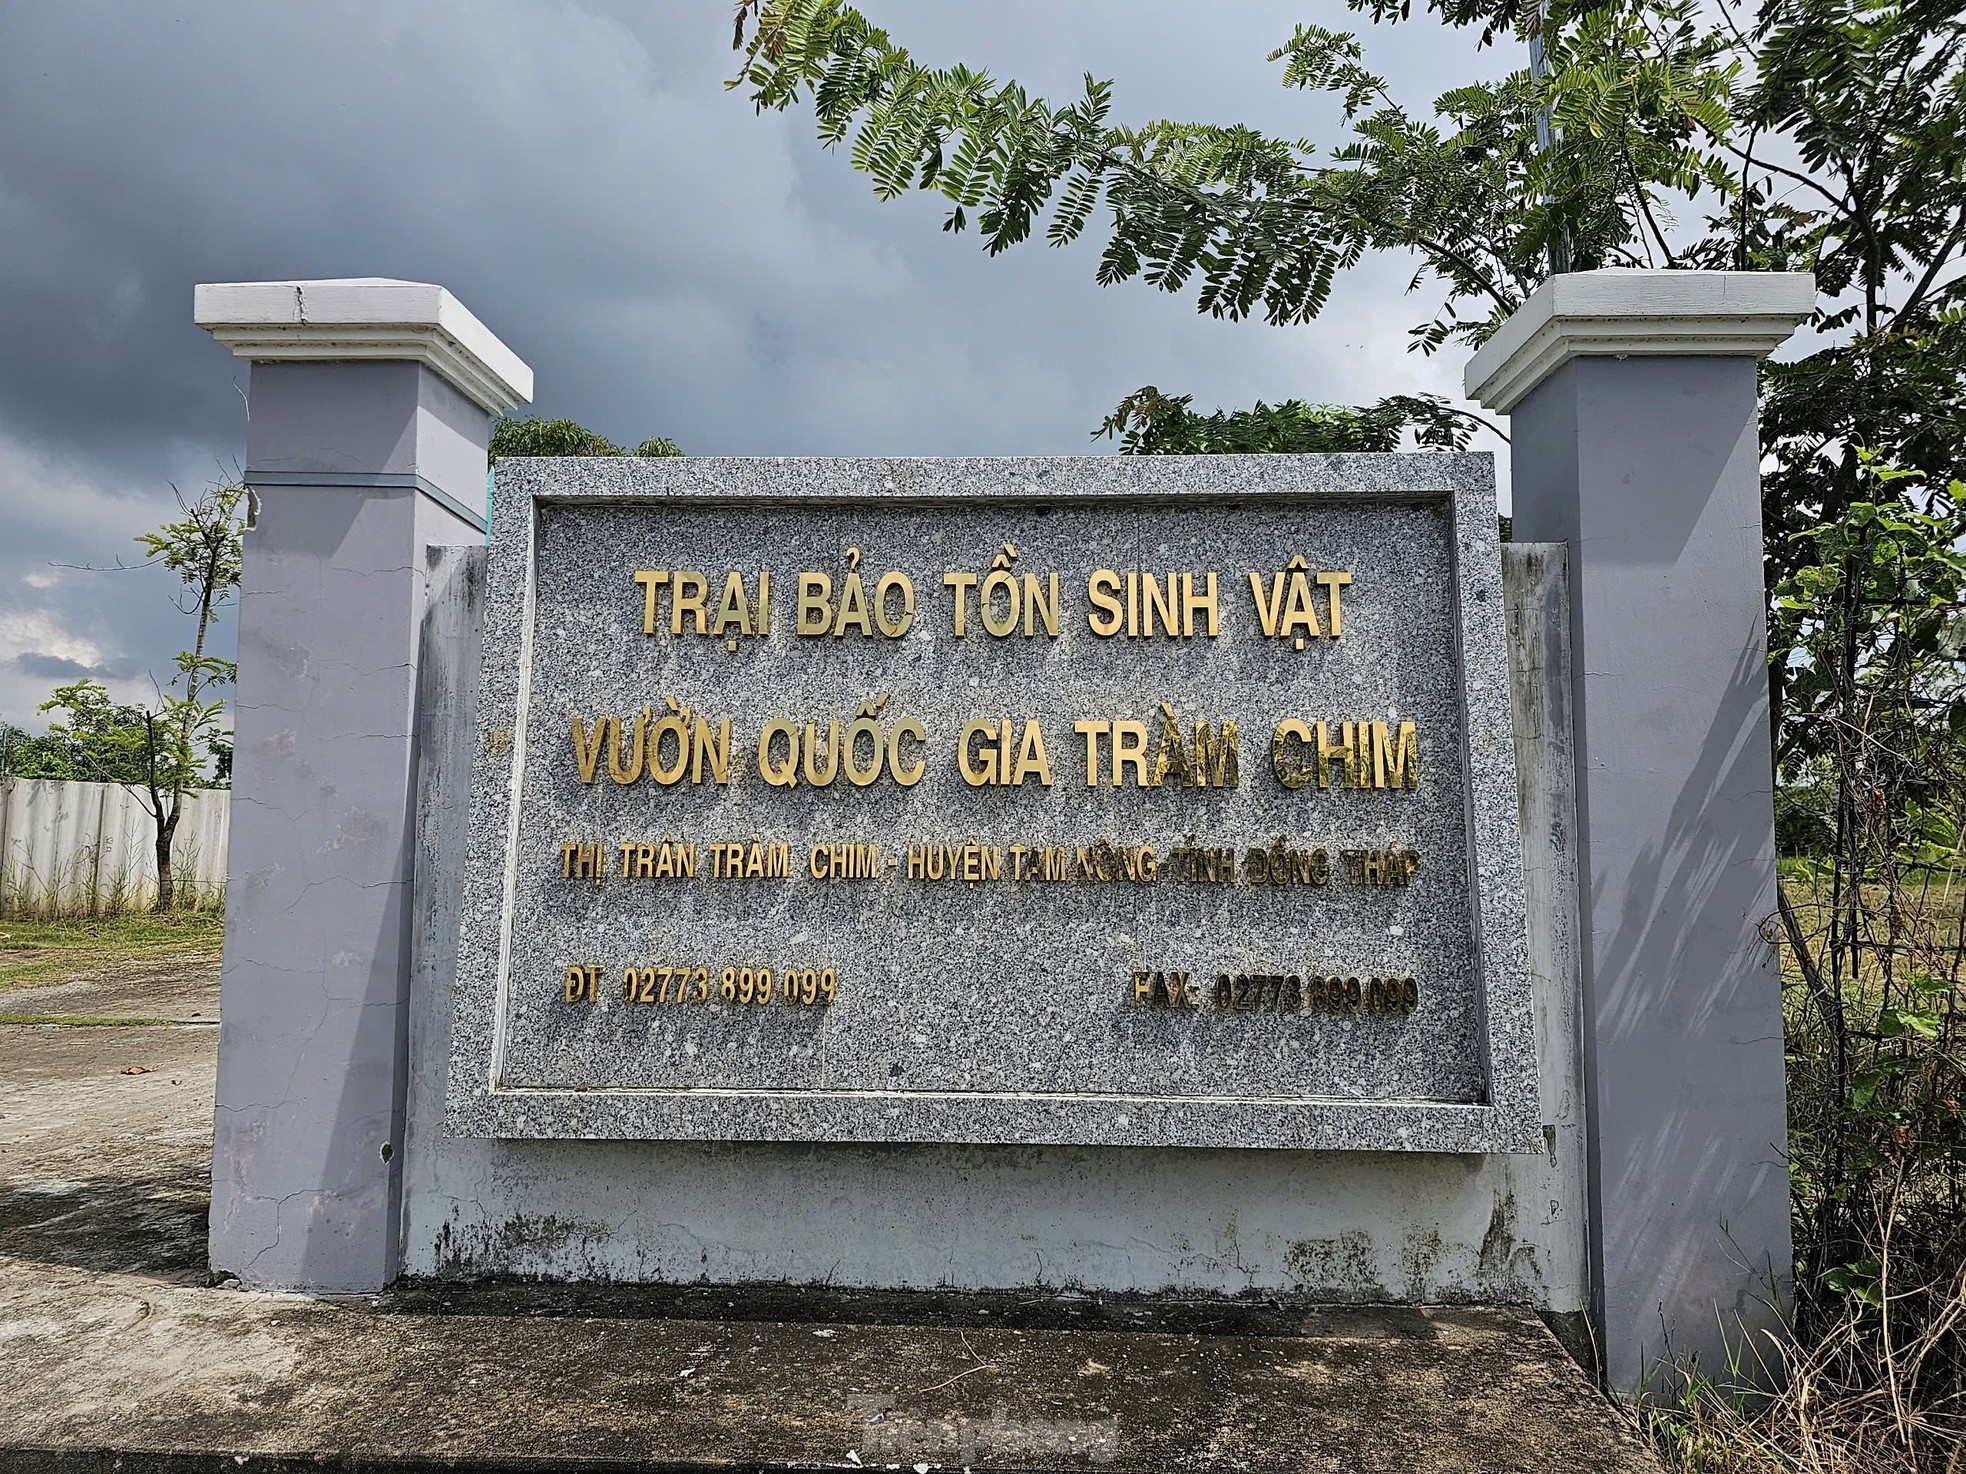 TRẠI BẢO TỒN SINH VẬT
VƯỜN QUỐC GIA TRÀM CHIM
THỊ TRẤN TRÀM CHIM - HUYỆN TAM NÔNG-TỈNH ĐỒNG THÁP
ĐT 02773 899 099 FAX: 02773 899 099
Tienphong